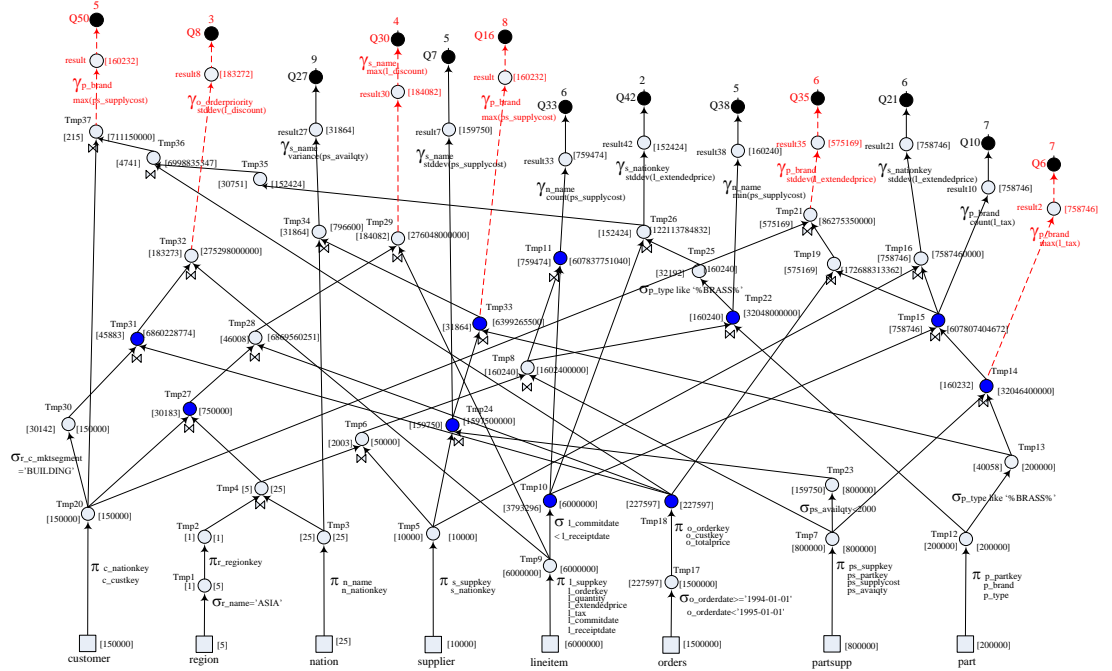 5
Q50
3
Q8
4
Q30
8
Q16
9
Q27
5
Q7
6
Q33
2
Q42
5
Q38
6
Q35
6
Q21
7
Q10
7
Q6
result [160232]
γp_brand
max(ps_supplycost)
result8 [183272]
γo_orderpriority
stddev(l_discount)
γs_name
max(l_discount)
result30 [184082]
result [160232]
γp_brand
max(ps_supplycost)
result27 [31864]
γs_name
variance(ps_availqty)
result7 [159750]
γs_name
stddev(ps_supplycost)
result33 [759474]
γn_name
count(ps_supplycost)
result42 [152424]
γs_nationkey
stddev(l_extendedprice)
result38 [160240]
γn_name
min(ps_supplycost)
result35 [575169]
γp_brand
stddev(l_extendedprice)
result21 [758746]
γs_nationkey
stddev(l_extendedprice)
result10 [758746]
γp_brand
count(l_tax)
result2 [758746]
γp_brand
max(l_tax)
Tmp37
[215] [711150000]
Tmp36
[4741] [6998835347]
Tmp35
[30751] [152424]
Tmp34
[31864] [796600]
Tmp29
[184082] [276048000000]
Tmp32
[183273] [275298000000]
Tmp11
[759474] [607837751040]
Tmp26
[152424] [122113784832]
Tmp25
[32192] [160240]
σp_type like '%BRASS%'
Tmp21
[575169] [86275350000]
Tmp19
[575169] [172688313362]
Tmp16
[758746] [7587460000]
Tmp31
[45883] [6860228774]
Tmp28
[46008] [6869560251]
Tmp33
[31864] [6399265500]
Tmp22
[160240] [32048000000]
Tmp15
[758746] [607807404672]
Tmp8
[160240] [1602400000]
Tmp14
[160232] [32046400000]
Tmp30
[30142] [150000]
σr_c_mktsegment
='BUILDING'
Tmp27
[30183] [750000]
Tmp6
[2003] [50000]
Tmp24
[159750] [1597500000]
Tmp13
[40058] [200000]
σp_type like '%BRASS%'
Tmp20
[150000] [150000]
Tmp4
[5] [25]
Tmp10
[3793296] [6000000]
[227597] [227597]
Tmp18
Tmp23
[159750] [800000]
σps_availqty<2000
Tmp2
[1] [1]
Tmp3
[25] [25]
Tmp5
[10000] [10000]
σ l_commitdate
< l_receiptdate
π o_orderkey
o_custkey
o_totalprice
Tmp7
[800000] [800000]
Tmp12
[200000] [200000]
π c_nationkey
c_custkey
πr_regionkey
Tmp1
[1] [5]
σr_name='ASIA'
π n_name
n_nationkey
π s_suppkey
s_nationkey
Tmp9
[6000000] [6000000]
π l_suppkey
l_orderkey
l_quantity
l_extendedprice
l_tax
l_commitdate
l_receiptdate
Tmp17
[227597] [1500000]
σo_orderdate>='1994-01-01'
o_orderdate<'1995-01-01'
π ps_suppkey
ps_partkey
ps_supplycost
ps_avaiqty
π p_partkey
p_brand
p_type
[150000] [5] [25] [10000] [6000000] [1500000] [800000] [200000]
customer region nation supplier lineitem orders partsupp part